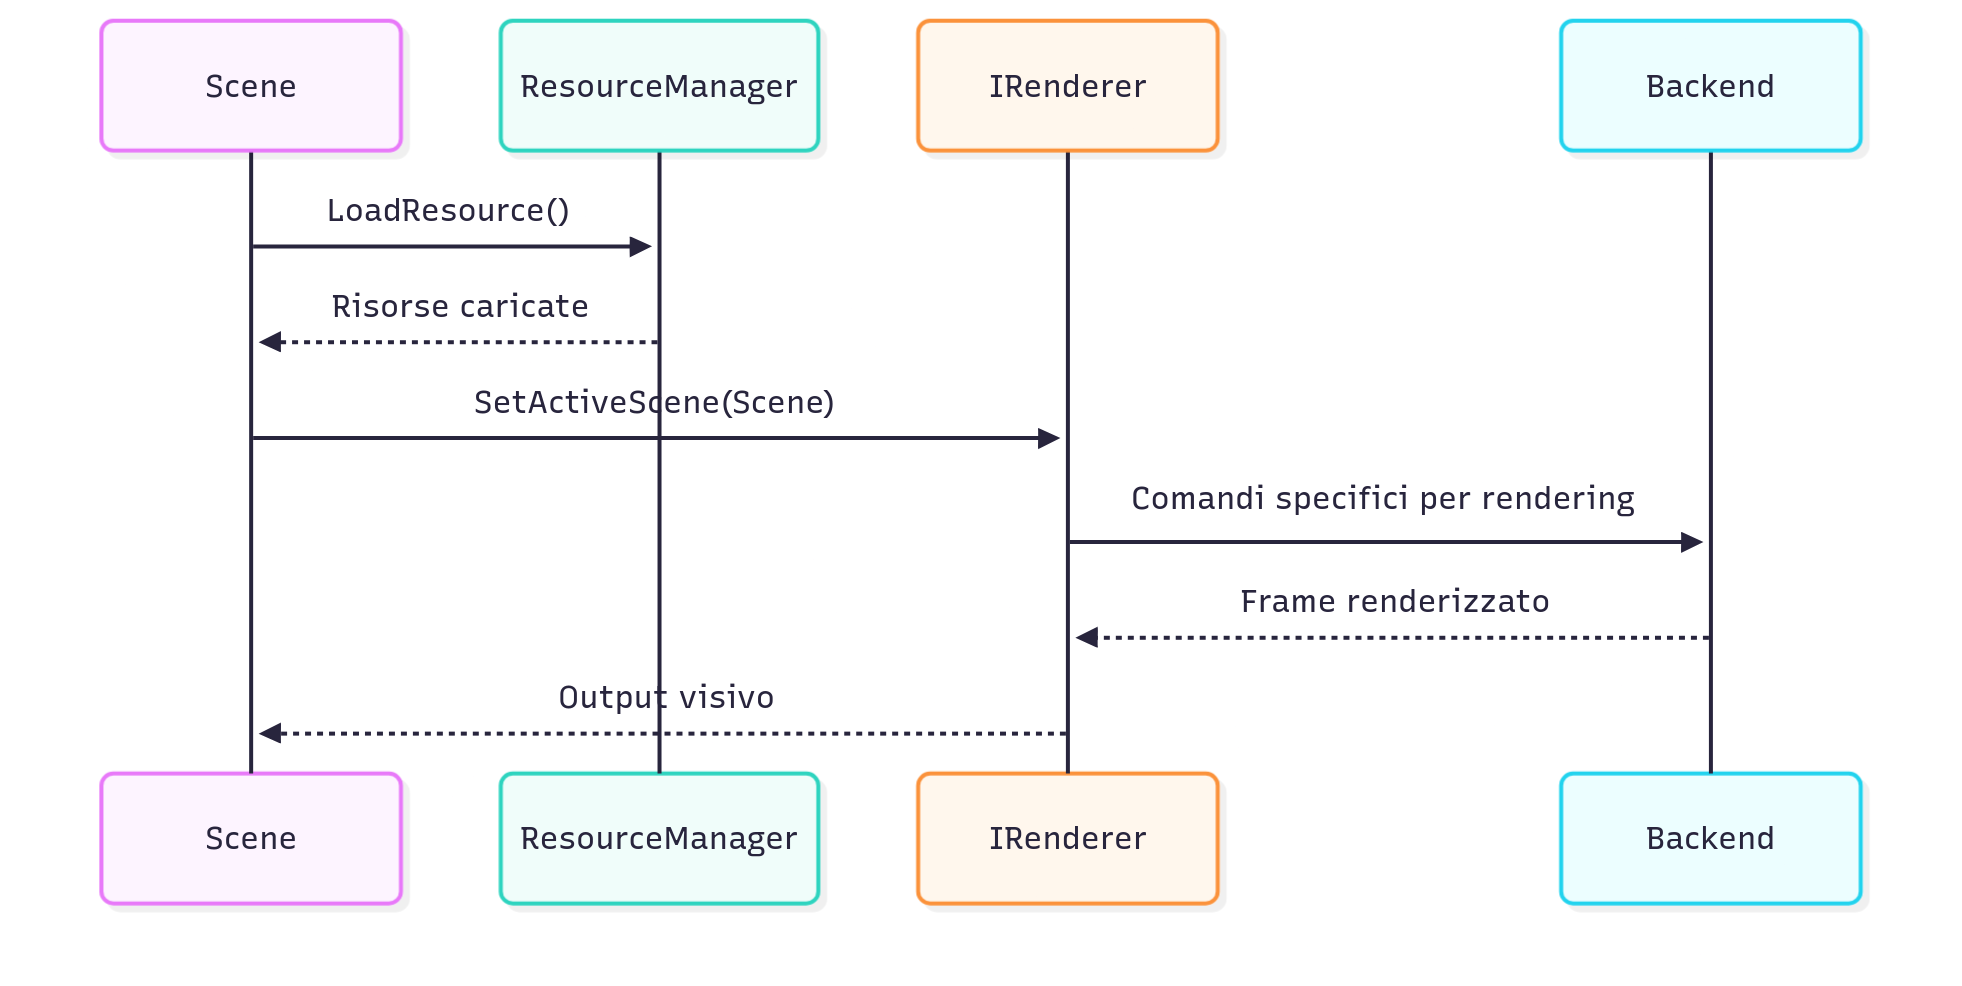 Scene
ResourceManager
IRenderer
Backend
LoadResource()
Risorse caricate
SetActiveScene(Scene)
Comandi specifici per rendering
Frame renderizzato
Output visivo
Scene
ResourceManager
IRenderer
Backend